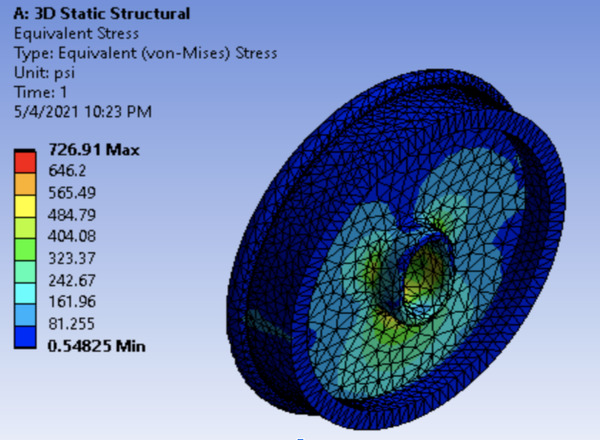 A: 3D Static Structural
Equivalent Stress
Type: Equivalent (von-Mises) Stress
Unit: psi
Time: 1
5/4/2021 10:23 PM
726.91 Max
646.2
565.49
484.79
404.08
323.37
242.67
161.96
81.255
0.54825 Min